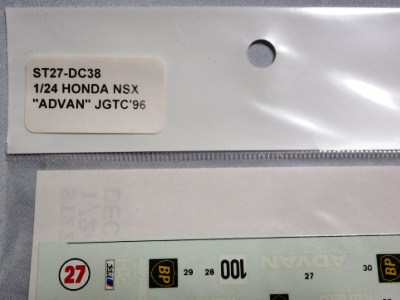 ST27-DC38
1/24 HONDA NSX
"ADVAN" JGTC'96
27
BP
29
28
100
ADVAN
27
30
BP